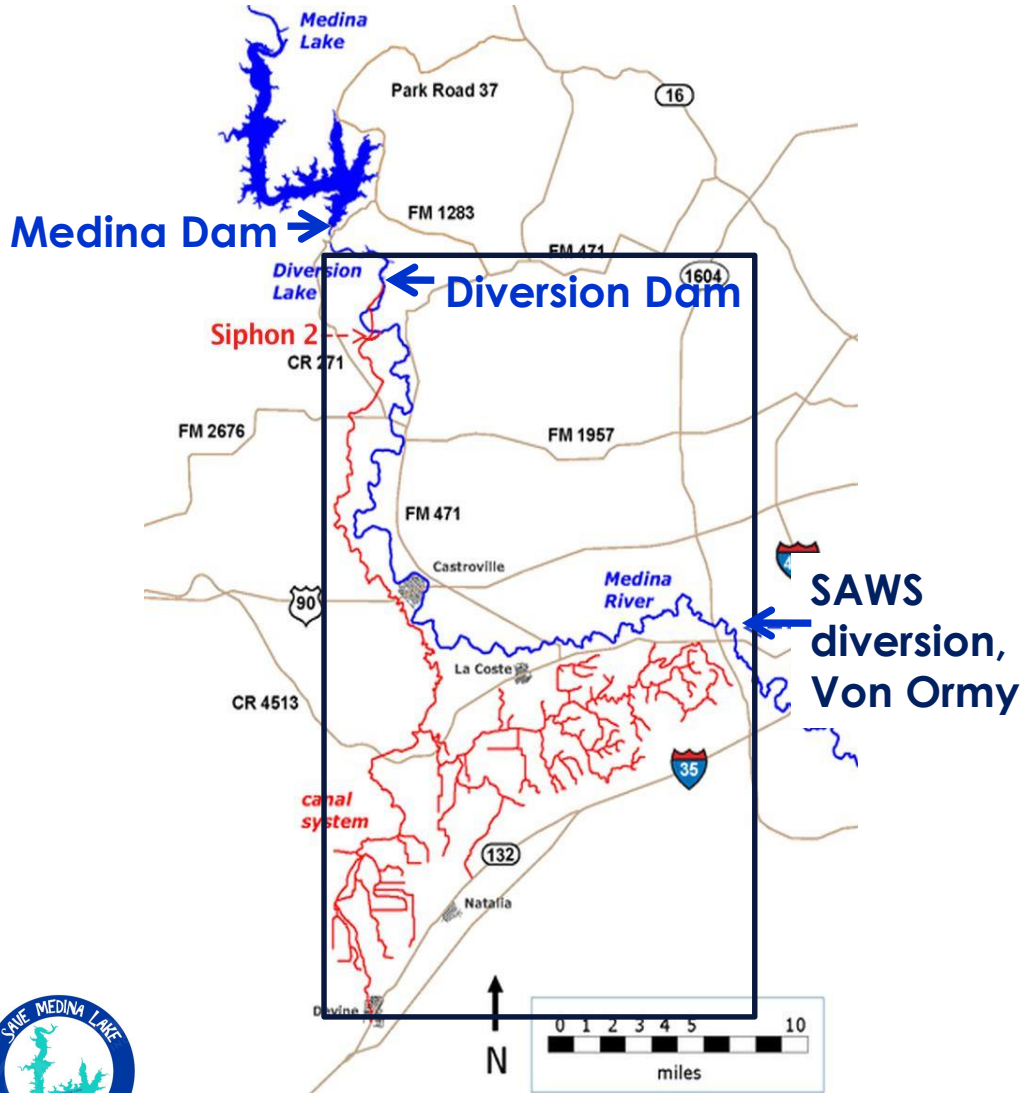 Medina
Lake
Park Road 37
16
FM 1283
Medina Dam
FM 471
Diversion
Lake
1604
Diversion Dam
Siphon 2
CR 271
FM 2676
FM 1957
FM 471
Castroville
90
Medina
River
SAWS
diversion,
Von Ormy
La Coste
CR 4513
35
canal
system
132
Natalia
Devine
SAVE MEDINA LAKE
N
0 1 2 3 4 5 10
miles